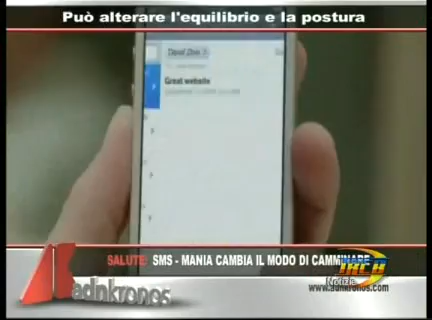 Può alterare l'equilibrio e la postura
Great website
SALUTE: SMS - MANIA CAMBIA IL MODO DI CAMMINARE
adnkronos
Notizie
www.adnkronos.com